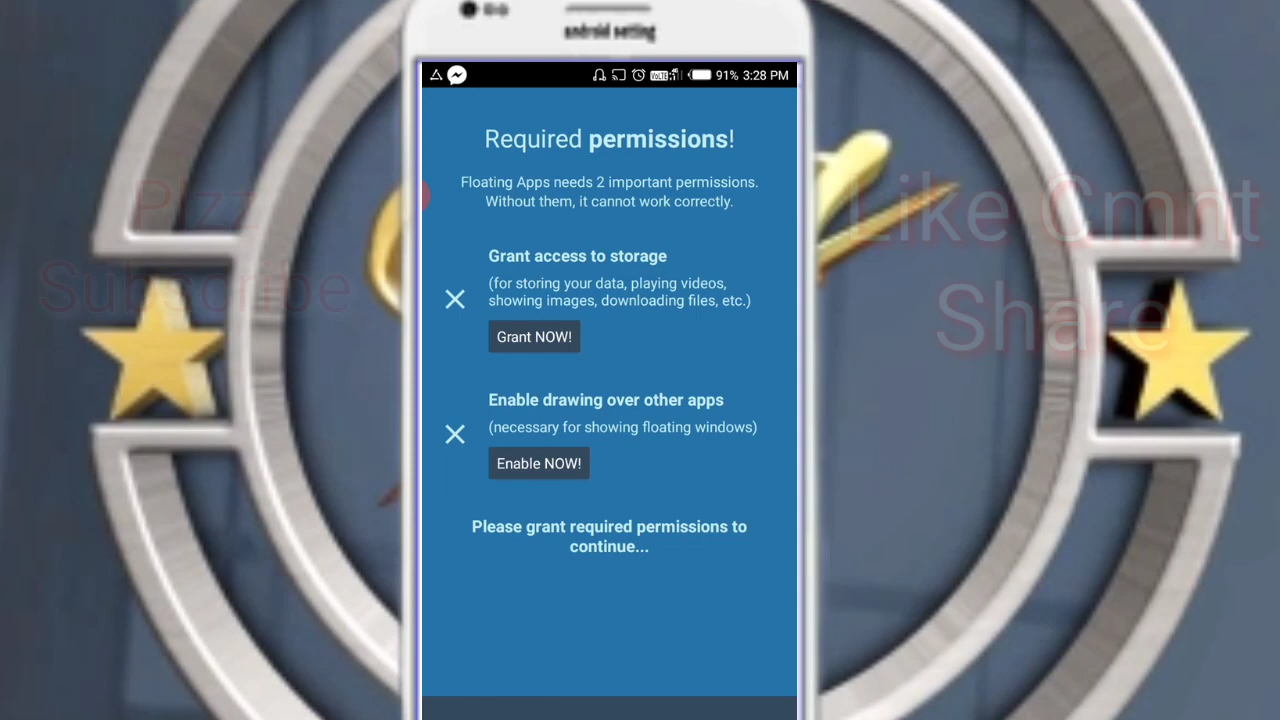 android setting
91% 3:28 PM
Required permissions!
Floating Apps needs 2 important permissions.
Without them, it cannot work correctly.
Grant access to storage
(for storing your data, playing videos,
showing images, downloading files, etc.)
Grant NOW!
Enable drawing over other apps
(necessary for showing floating windows)
Enable NOW!
Please grant required permissions to
continue...
Plzz
Subscribe
Like Cmnt
Share